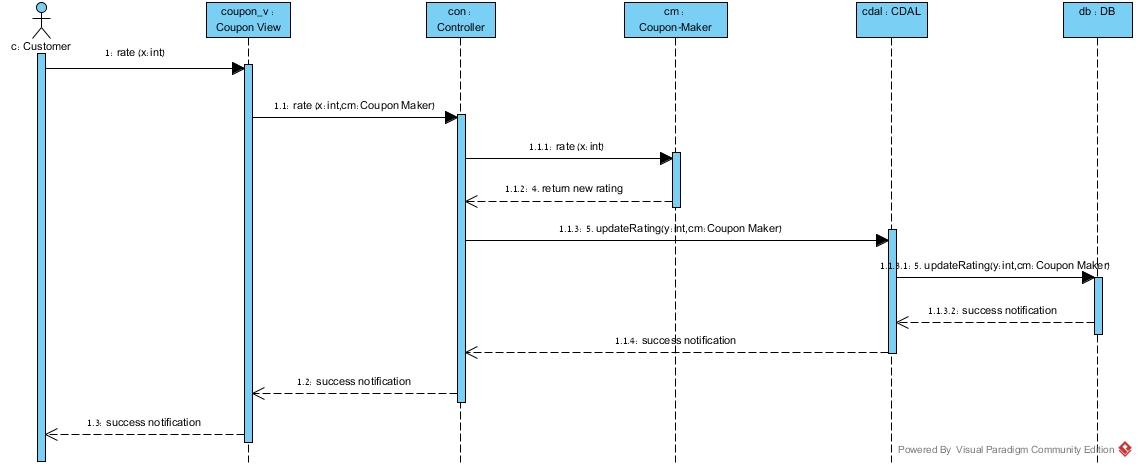 coupon_v :
Coupon View
con :
Controller
cm :
Coupon-Maker
cdal : CDAL
db : DB
c: Customer
1: rate (x: int)
1.1: rate (x: int,cm: Coupon Maker)
1.1.1: rate (x: int)
1.1.2: 4. return new rating
1.1.3: 5. updateRating(y: int,cm: Coupon Maker)
1.1.3.1: 5. updateRating(y: int,cm: Coupon Maker)
1.1.3.2: success notification
1.1.4: success notification
1.2: success notification
1.3: success notification
Powered By Visual Paradigm Community Edition